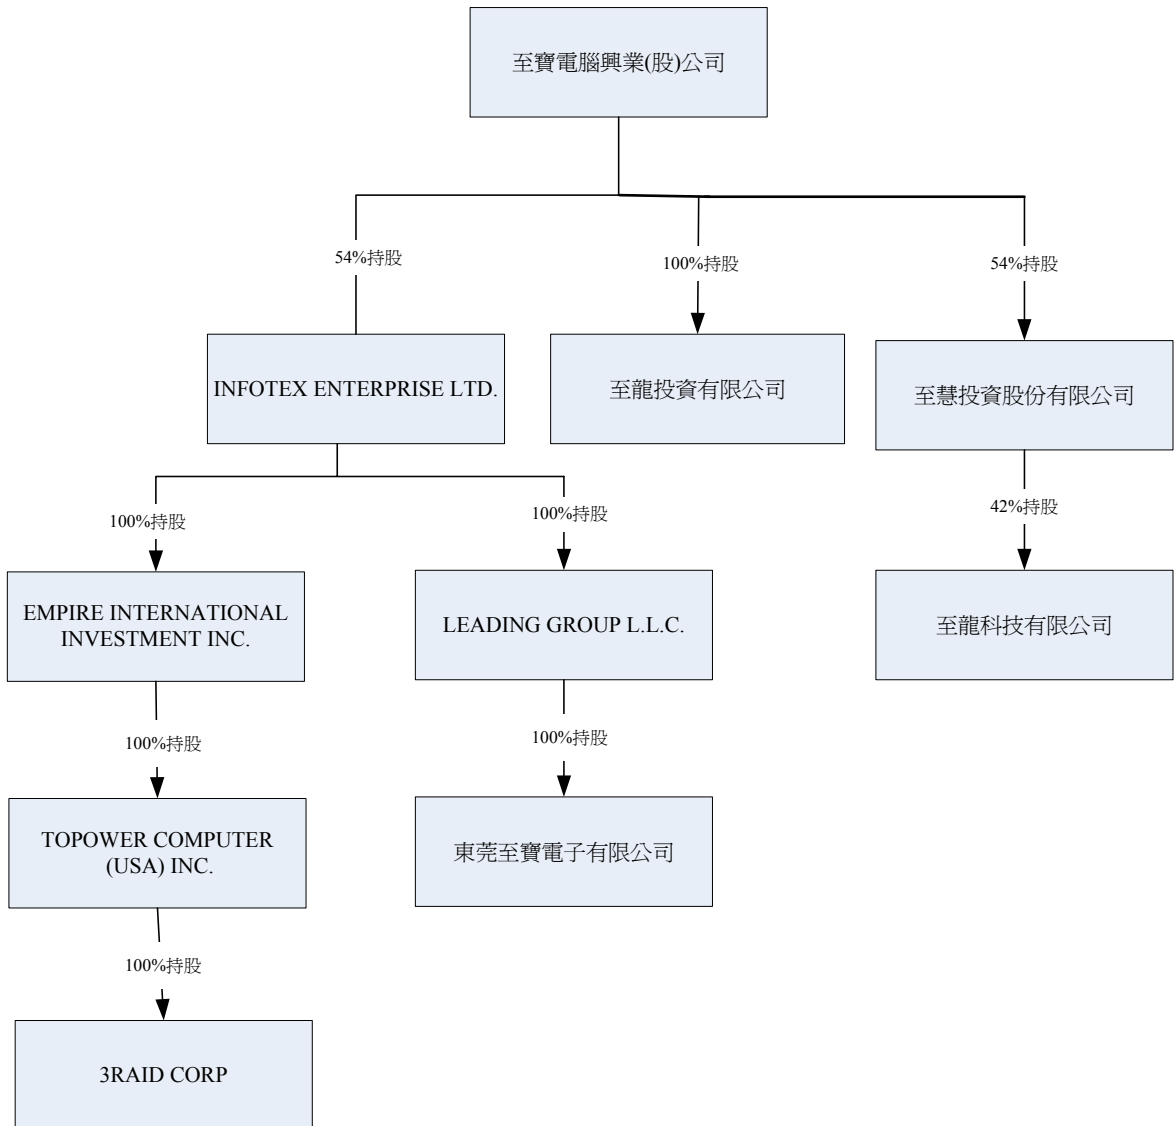 至寶電腦興業(股)公司
54%持股
100%持股
54%持股
INFOTEX ENTERPRISE LTD.
至龍投資有限公司
至慧投資股份有限公司
100%持股
100%持股
42%持股
EMPIRE INTERNATIONAL
INVESTMENT INC.
LEADING GROUP L.L.C.
至龍科技有限公司
100%持股
100%持股
TOPOWER COMPUTER
(USA) INC.
東莞至寶電子有限公司
100%持股
3RAID CORP